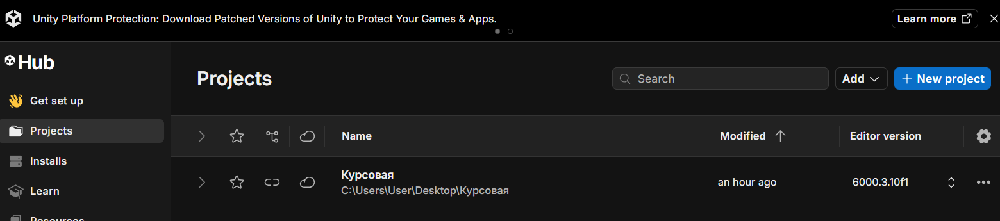 Unity Platform Protection: Download Patched Versions of Unity to Protect Your Games & Apps.
Learn more
Hub
Projects
Search
Add
+ New project
Get set up
Projects
Installs
Learn
Resources
Name
Modified
Editor version
Курсовая
C:\Users\User\Desktop\Курсовая
an hour ago
6000.3.10f1